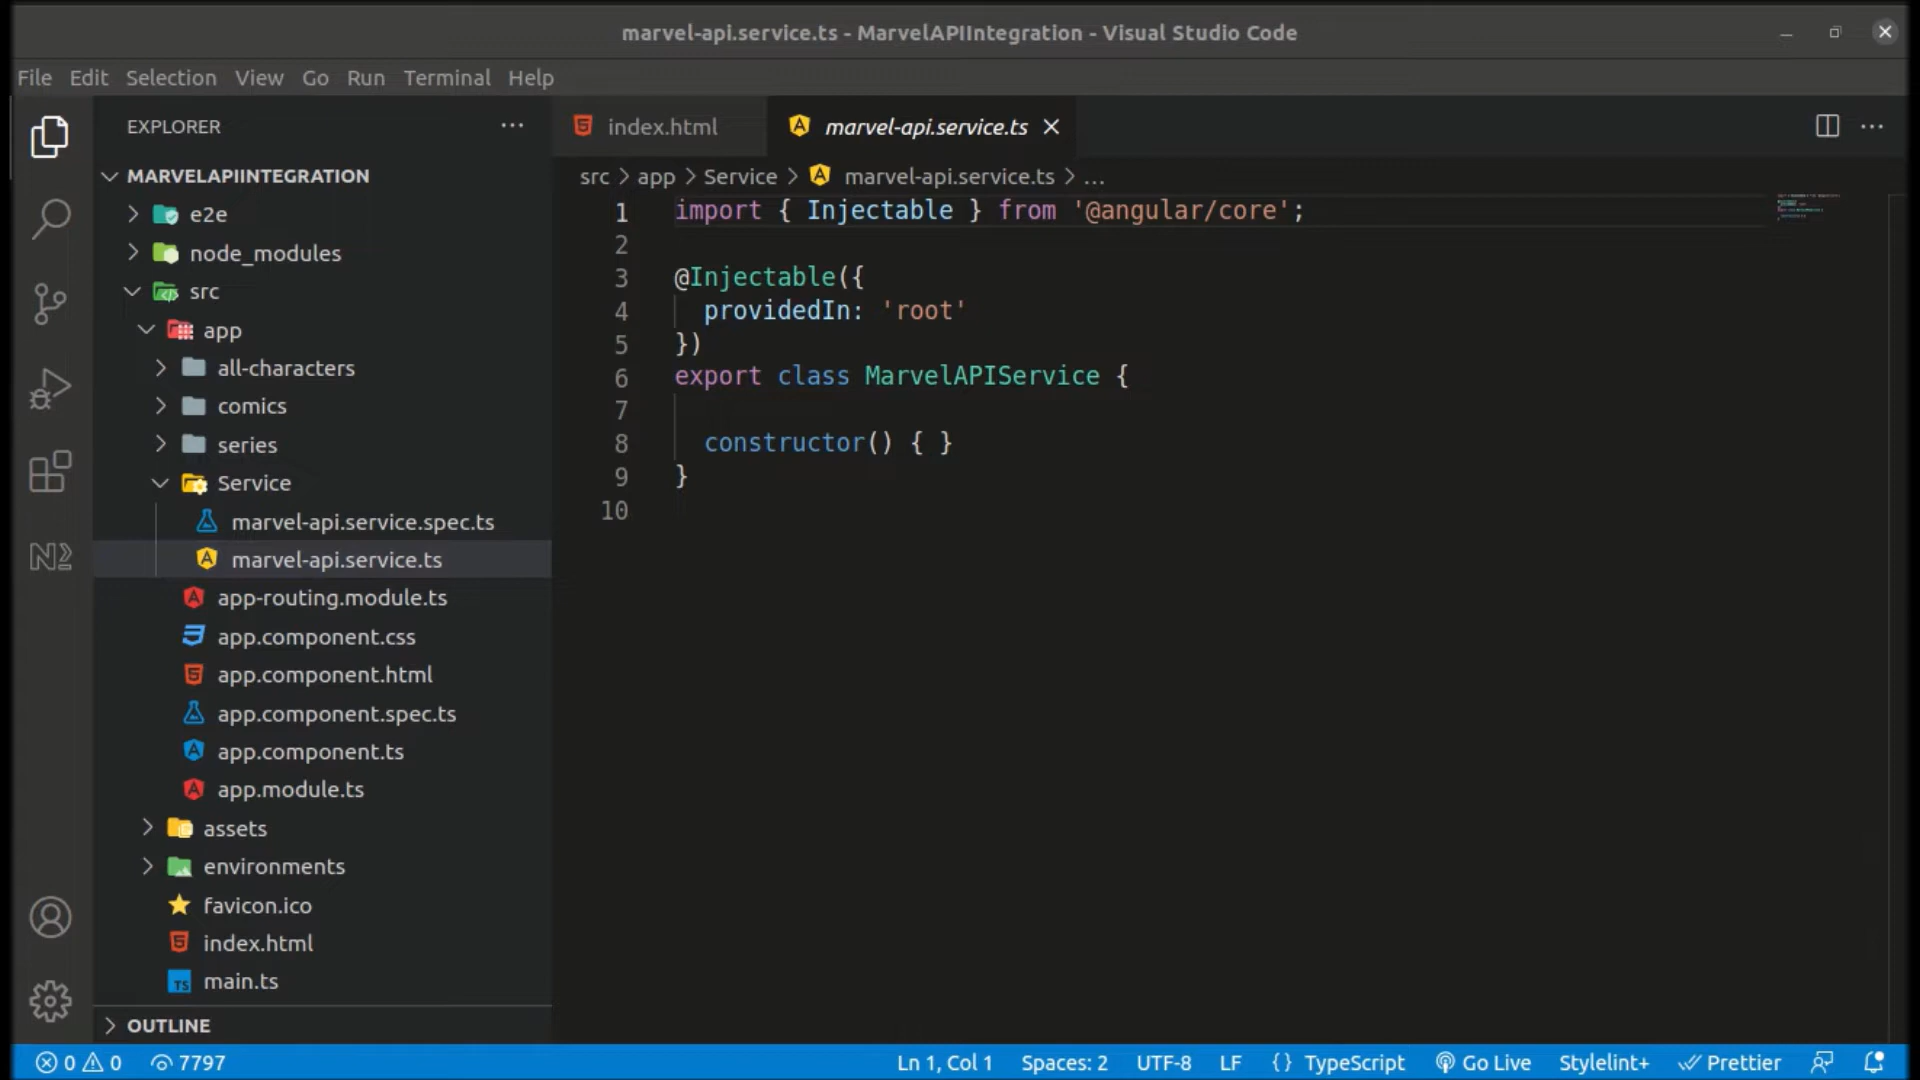 marvel-api.service.ts - MarvelAPIIntegration - Visual Studio Code
File Edit Selection View Go Run Terminal Help
EXPLORER
MARVELAPIINTEGRATION
e2e
node_modules
src
app
all-characters
comics
series
Service
marvel-api.service.spec.ts
marvel-api.service.ts
app-routing.module.ts
app.component.css
app.component.html
app.component.spec.ts
app.component.ts
app.module.ts
assets
environments
favicon.ico
index.html
main.ts
OUTLINE
index.html marvel-api.service.ts
src > app > Service > marvel-api.service.ts > ...
1 import { Injectable } from '@angular/core';
2
3 @Injectable({
4 providedIn: 'root'
5 })
6 export class MarvelAPIService {
7
8 constructor() { }
9 }
10
0 0 7797 Ln 1, Col 1 Spaces: 2 UTF-8 LF {} TypeScript Go Live Stylelint+ Prettier